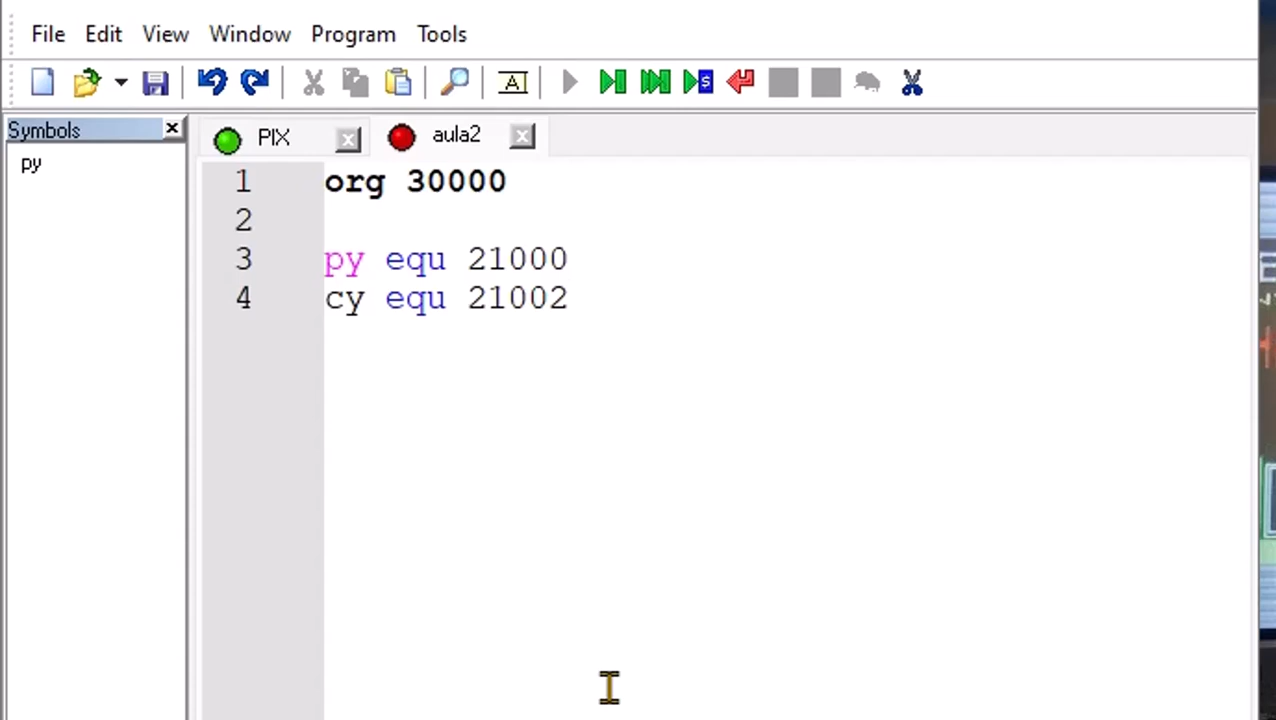 File Edit View Window Program Tools
Symbols
py
PIX
aula2
1 org 30000
2
3 py equ 21000
4 cy equ 21002